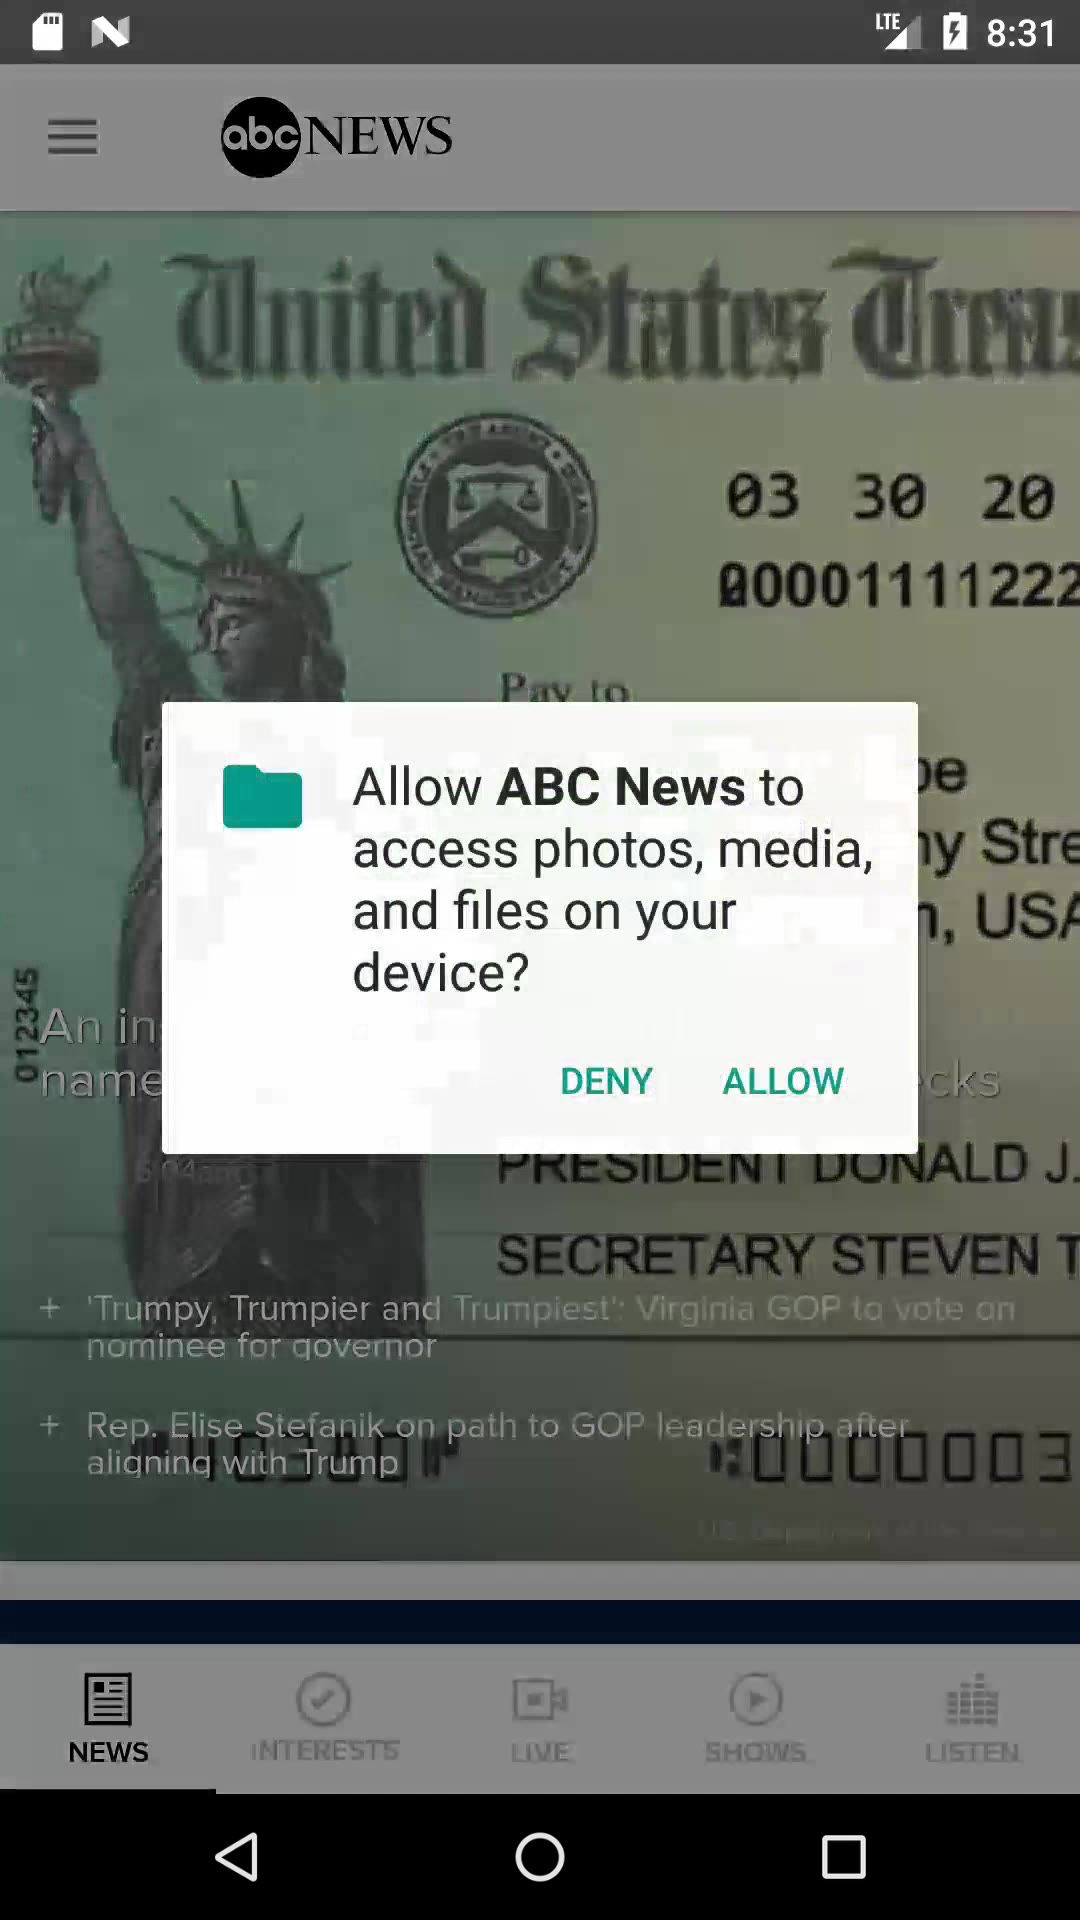 LTE 8:31
abc NEWS
United States Treas
03 30 20
00001111222
Pay to
Allow ABC News to
access photos, media,
and files on your
device?
DENY ALLOW
ny Stre
, USA
012345
An in
name
cks
PRESIDENT DONALD J.
SECRETARY STEVEN T
+ 'Trumpy, Trumpier and Trumpiest': Virginia GOP to vote on
nominee for governor
+ Rep. Elise Stefanik on path to GOP leadership after
aligning with Trump
0000003
NEWS INTERESTS LIVE SHOWS LISTEN